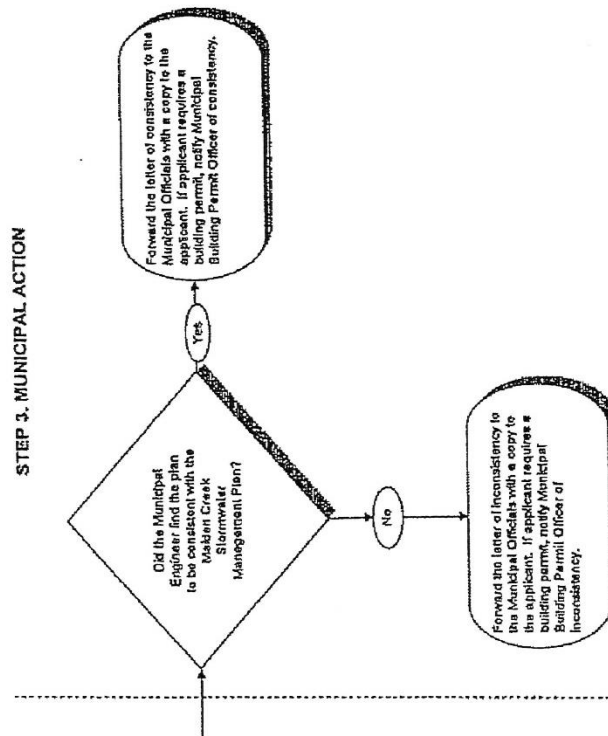 STEP 3. MUNICIPAL ACTION
Did the Municipal
Engineer find the plan
to be consistent with the
Maiden Creek
Stormwater
Management Plan?
Yes
Forward the letter of consistency to the
Municipal Officials with a copy to the
applicant. If applicant requires a
building permit, notify Municipal
Building Permit Officer of consistency.
No
Forward the letter of inconsistency to
the Municipal Officials with a copy to
the applicant. If applicant requires a
building permit, notify Municipal
Building Permit Officer of
inconsistency.